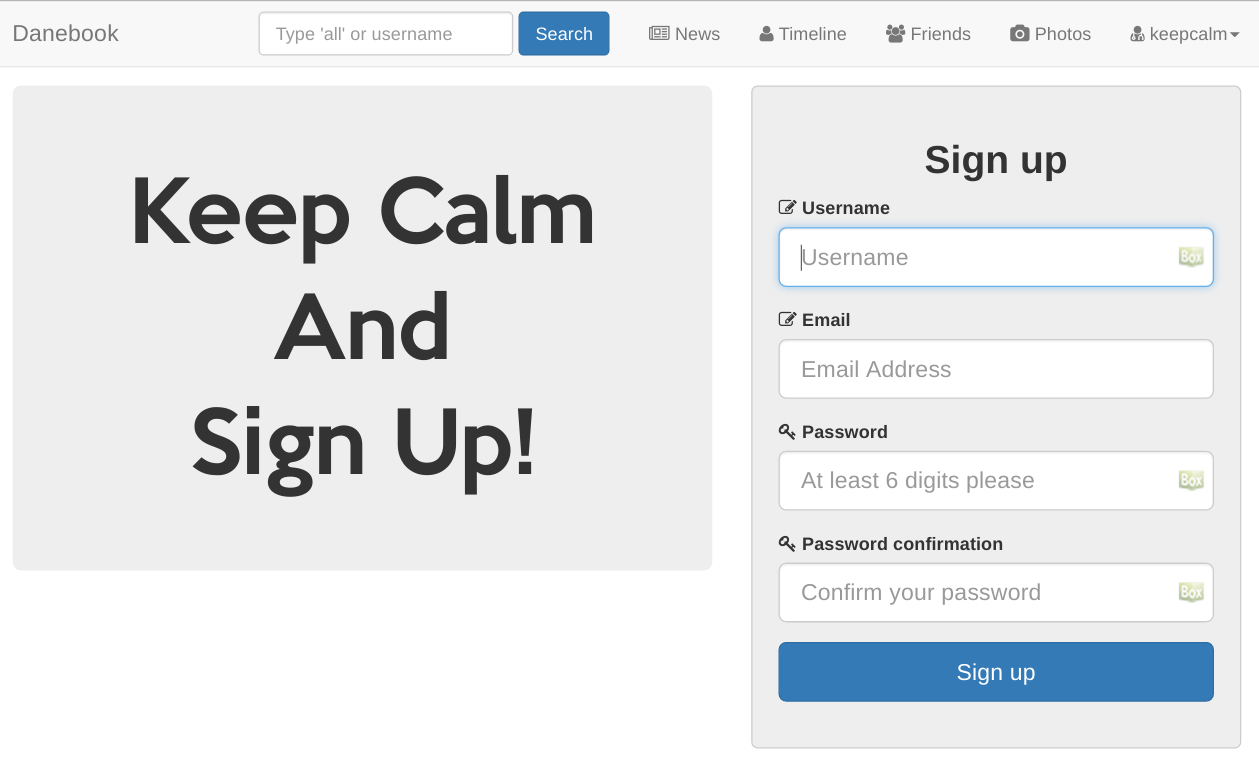 Danebook
Type 'all' or username
Search
News
Timeline
Friends
Photos
keepcalm
Keep Calm
And
Sign Up!
Sign up
Username
Username
Box
Email
Email Address
Password
At least 6 digits please
Box
Password confirmation
Confirm your password
Box
Sign up